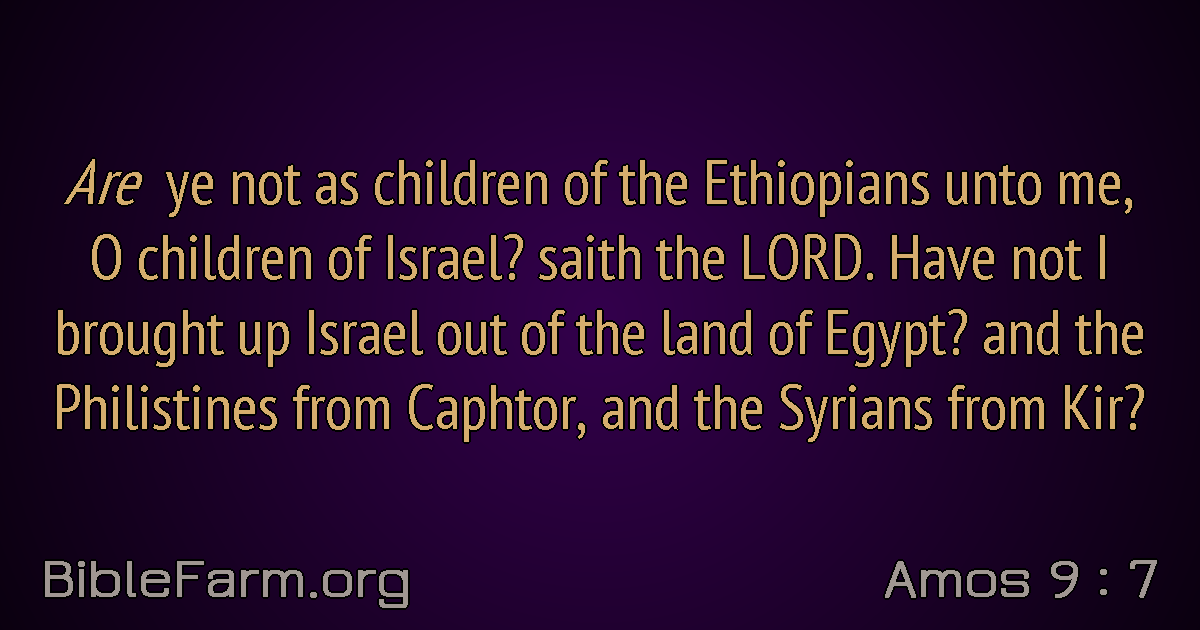 Are ye not as children of the Ethiopians unto me,
O children of Israel? saith the LORD. Have not I
brought up Israel out of the land of Egypt? and the
Philistines from Caphtor, and the Syrians from Kir?
BibleFarm.org
Amos 9 : 7